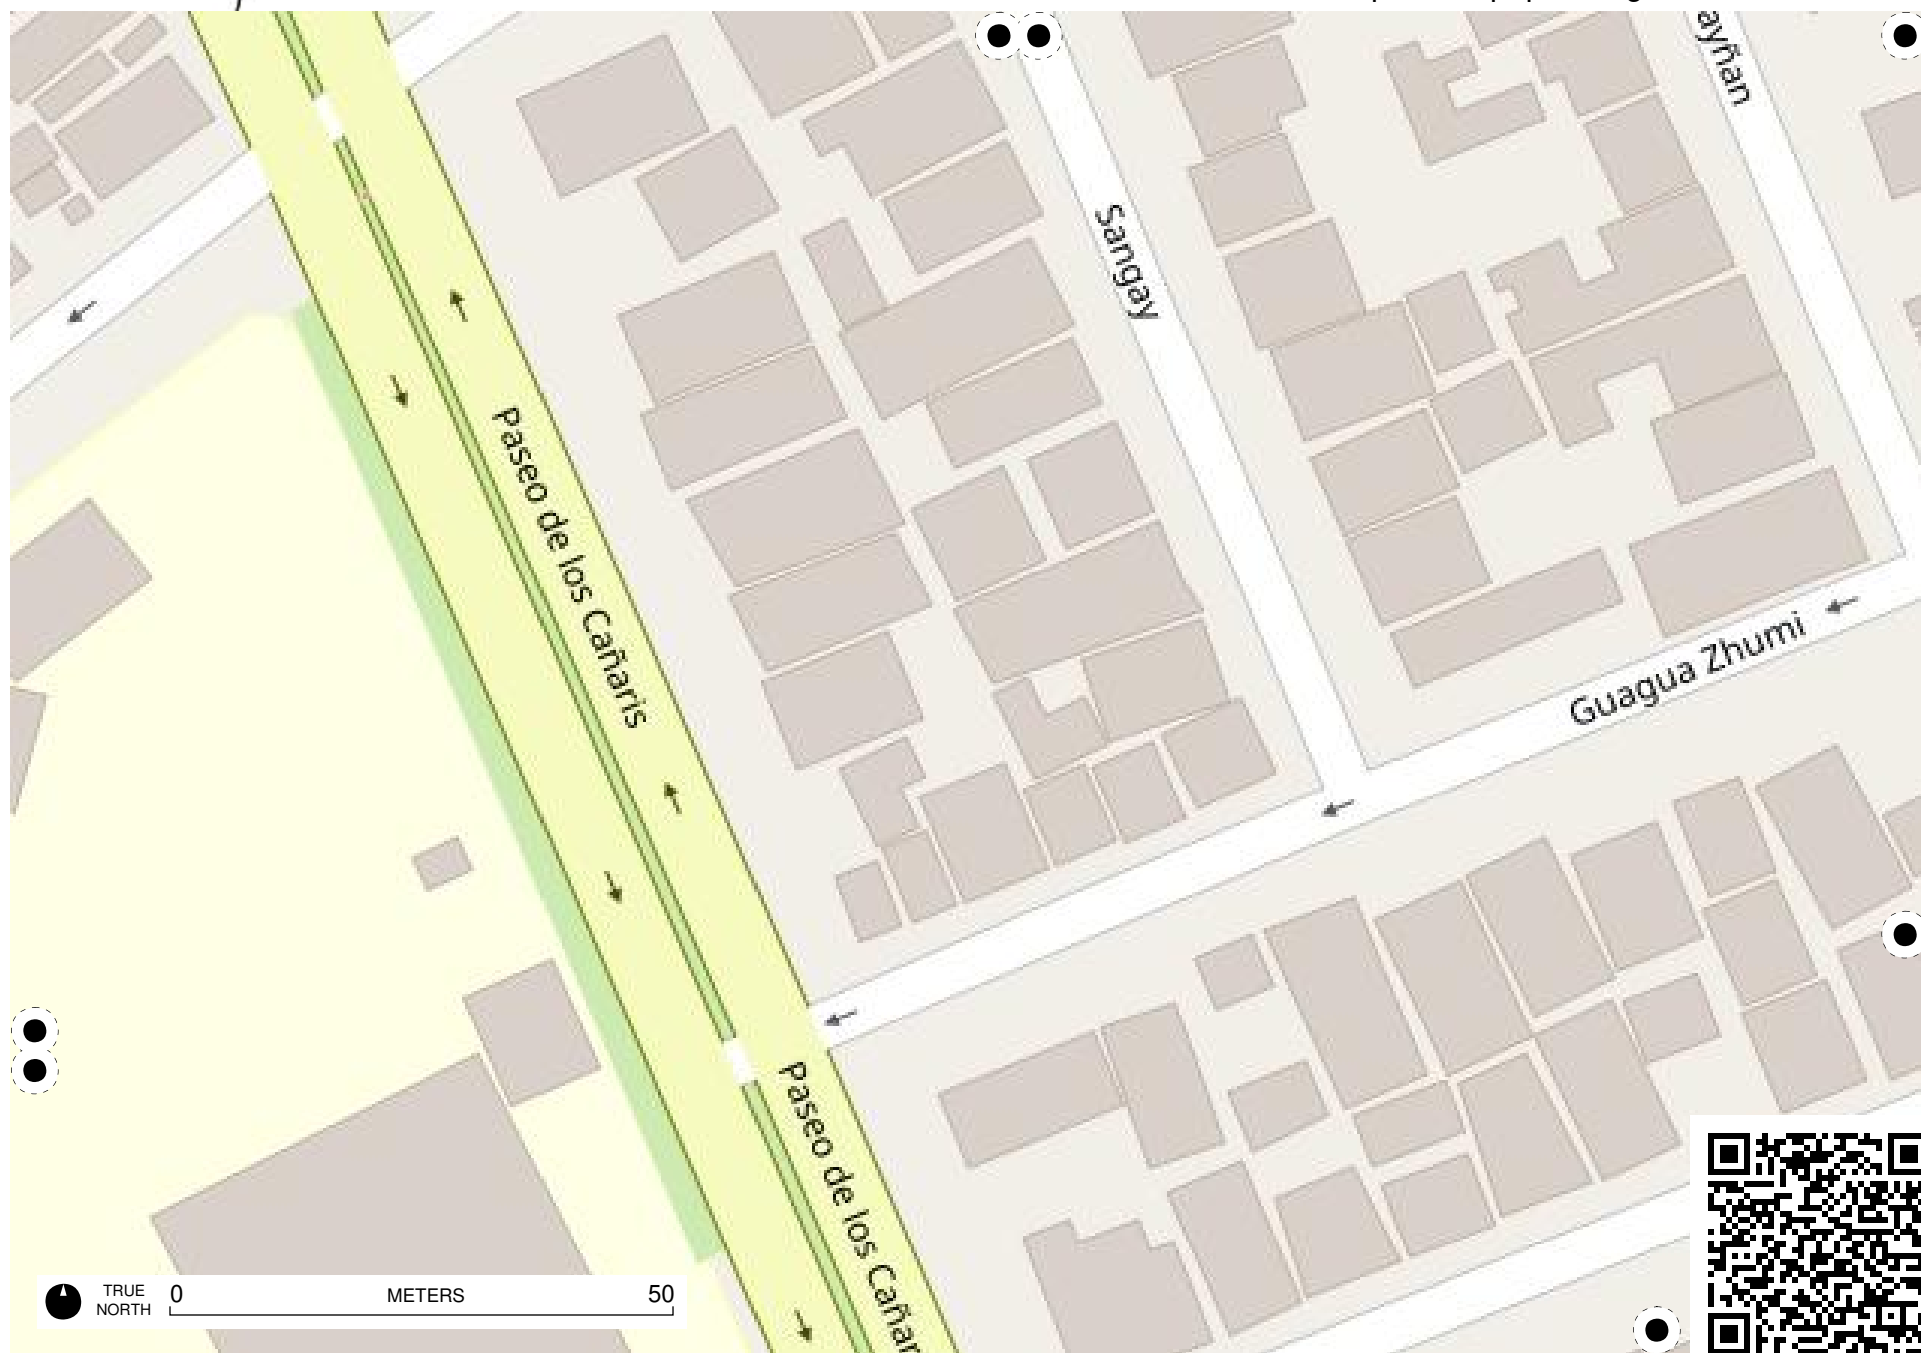 ayñan
Sangay
Paseo de los Cañaris
Guagua Zhumi
Paseo de los Cañar
TRUE
NORTH
0 METERS 50